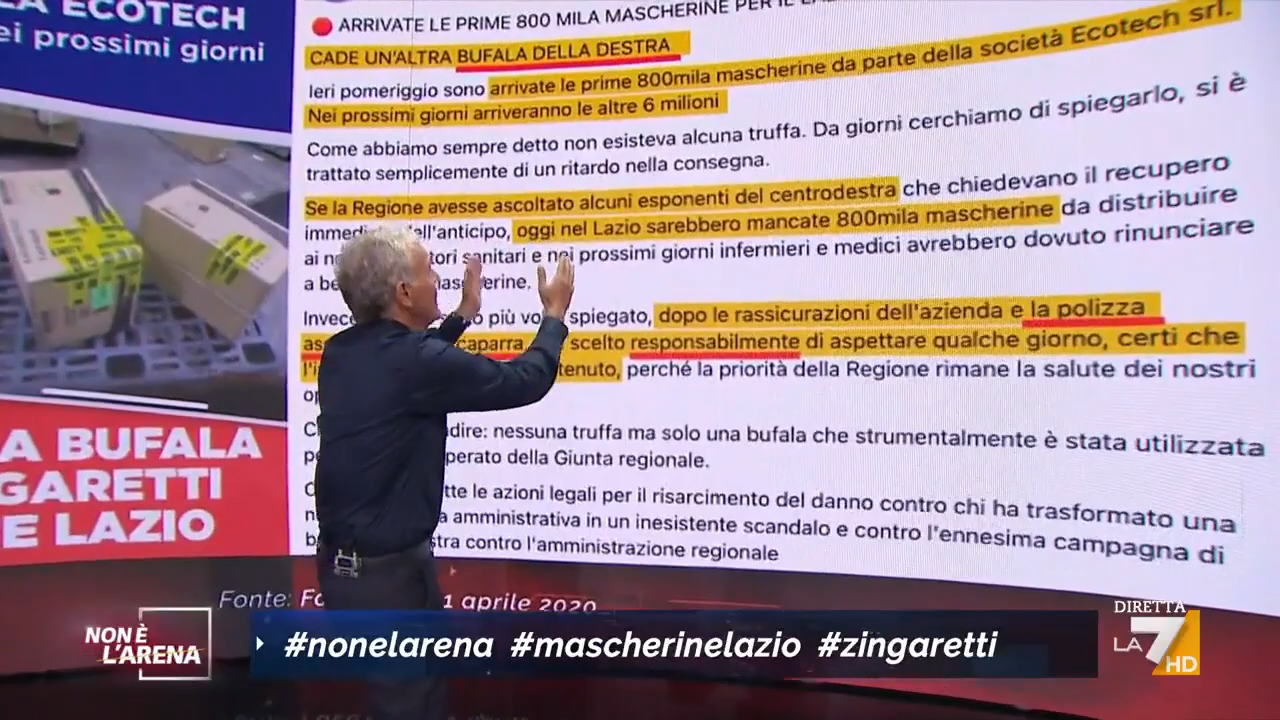 A ECOTECH
ei prossimi giorni
ARRIVATE LE PRIME 800 MILA MASCHERINE PER IL
CADE UN'ALTRA BUFALA DELLA DESTRA
Ieri pomeriggio sono arrivate le prime 800mila mascherine da parte della società Ecotech srl.
Nei prossimi giorni arriveranno le altre 6 milioni
Come abbiamo sempre detto non esisteva alcuna truffa. Da giorni cerchiamo di spiegarlo, si è
trattato semplicemente di un ritardo nella consegna.
Se la Regione avesse ascoltato alcuni esponenti del centrodestra che chiedevano il recupero
immed ell'anticipo, oggi nel Lazio sarebbero mancate 800mila mascherine da distribuire
ai n tori sanitari e nei prossimi giorni infermieri e medici avrebbero dovuto rinunciare
a be mascherine.
Invec più vo spiegato, dopo le rassicurazioni dell'azienda e la polizza
ass caparra, scelto responsabilmente di aspettare qualche giorno, certi che
l'i tenuto, perché la priorità della Regione rimane la salute dei nostri
op
C dire: nessuna truffa ma solo una bufala che strumentalmente è stata utilizzata
pe perato della Giunta regionale.
tte le azioni legali per il risarcimento del danno contro chi ha trasformato una
n a amministrativa in un inesistente scandalo e contro l'ennesima campagna di
b stra contro l'amministrazione regionale
A BUFALA
GARETTI
E LAZIO
Fonte: Fa 1 aprile 2020
NON È
L'ARENA
#nonelarena #mascherinelazio #zingaretti
DIRETTA
LA 7 HD